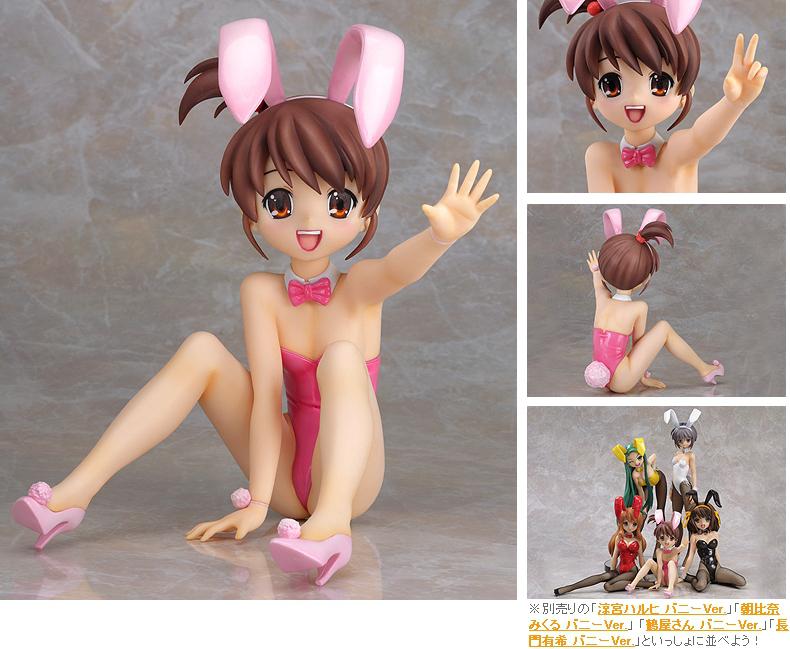 ※別売りの「涼宮ハルヒ バニーVer.」「朝比奈
みくる バニーVer.」「鶴屋さん バニーVer.」「長
門有希 バニーVer.」といっしょに並べよう！